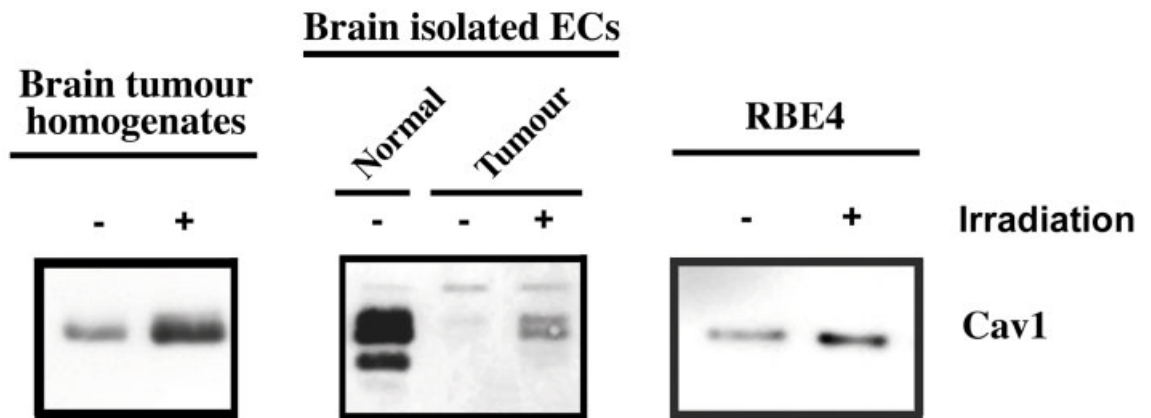 Brain isolated ECs
Brain tumour
homogenates
Normal
Tumour
RBE4
- + - - + - + Irradiation
Cav1